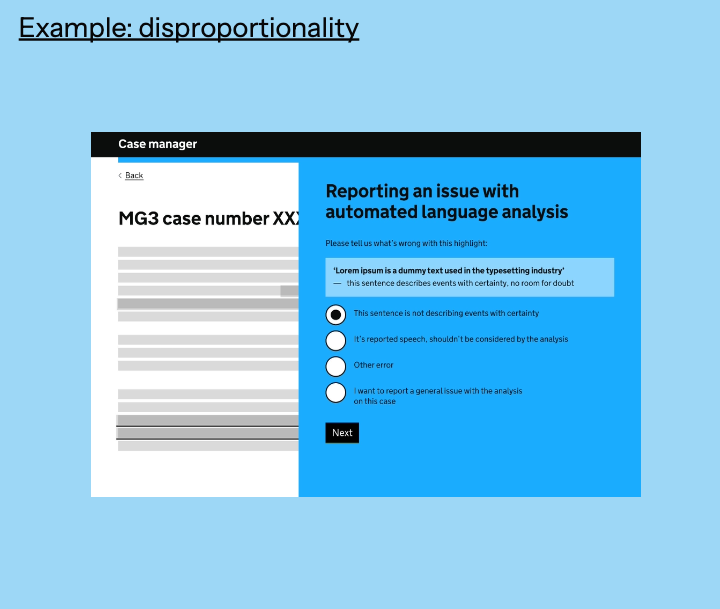 Example: disproportionality
Case manager
Back
MG3 case number XXX
Reporting an issue with
automated language analysis
Please tell us what's wrong with this highlight:
'Lorem ipsum is a dummy text used in the typesetting industry'
— this sentence describes events with certainty, no room for doubt
This sentence is not describing events with certainty
It's reported speech, shouldn't be considered by the analysis
Other error
I want to report a general issue with the analysis
on this case
Next